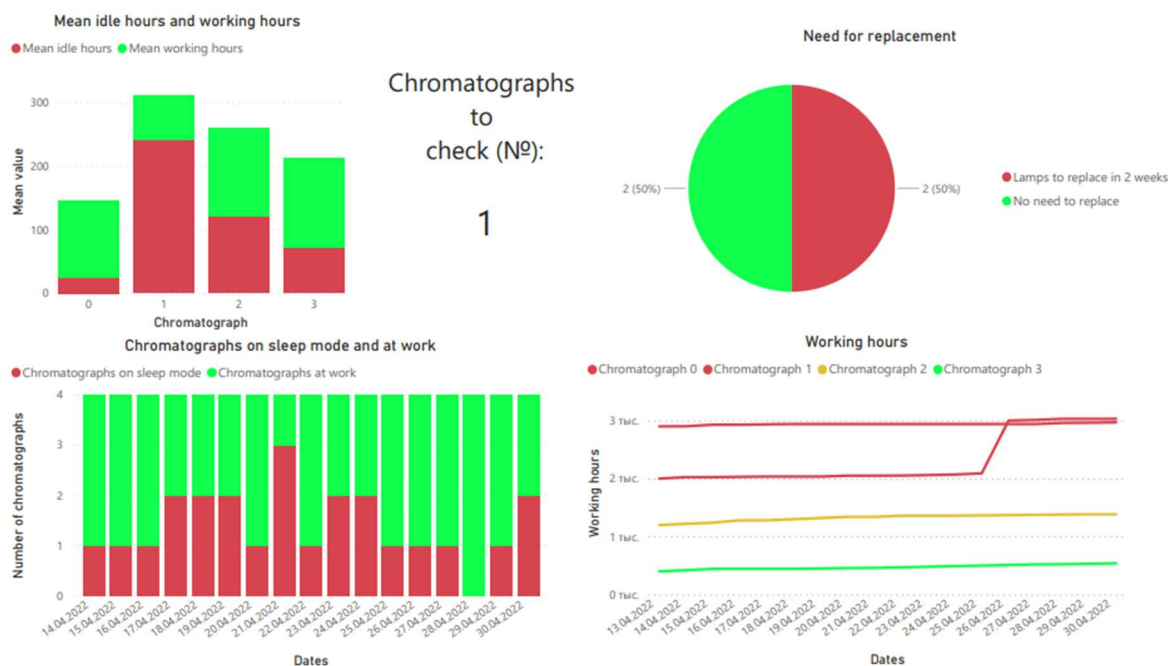 Mean idle hours and working hours
Mean idle hours Mean working hours
Mean value
300
200
100
0
0 1 2 3
Chromatograph
Chromatographs
to
check (№):
1
Need for replacement
2 (50%)
2 (50%)
Lamps to replace in 2 weeks
No need to replace
Chromatographs on sleep mode and at work
Chromatographs on sleep mode Chromatographs at work
Number of chromatographs
4
3
2
1
0
14.04.2022 15.04.2022 16.04.2022 17.04.2022 18.04.2022 19.04.2022 20.04.2022 21.04.2022 22.04.2022 23.04.2022 24.04.2022 25.04.2022 26.04.2022 27.04.2022 28.04.2022 29.04.2022 30.04.2022
Dates
Working hours
Chromatograph 0 Chromatograph 1 Chromatograph 2 Chromatograph 3
Working hours
3 тыс.
2 тыс.
1 тыс.
0 тыс.
13.04.2022 14.04.2022 15.04.2022 16.04.2022 17.04.2022 18.04.2022 19.04.2022 20.04.2022 21.04.2022 22.04.2022 23.04.2022 24.04.2022 25.04.2022 26.04.2022 27.04.2022 28.04.2022 29.04.2022 30.04.2022
Dates